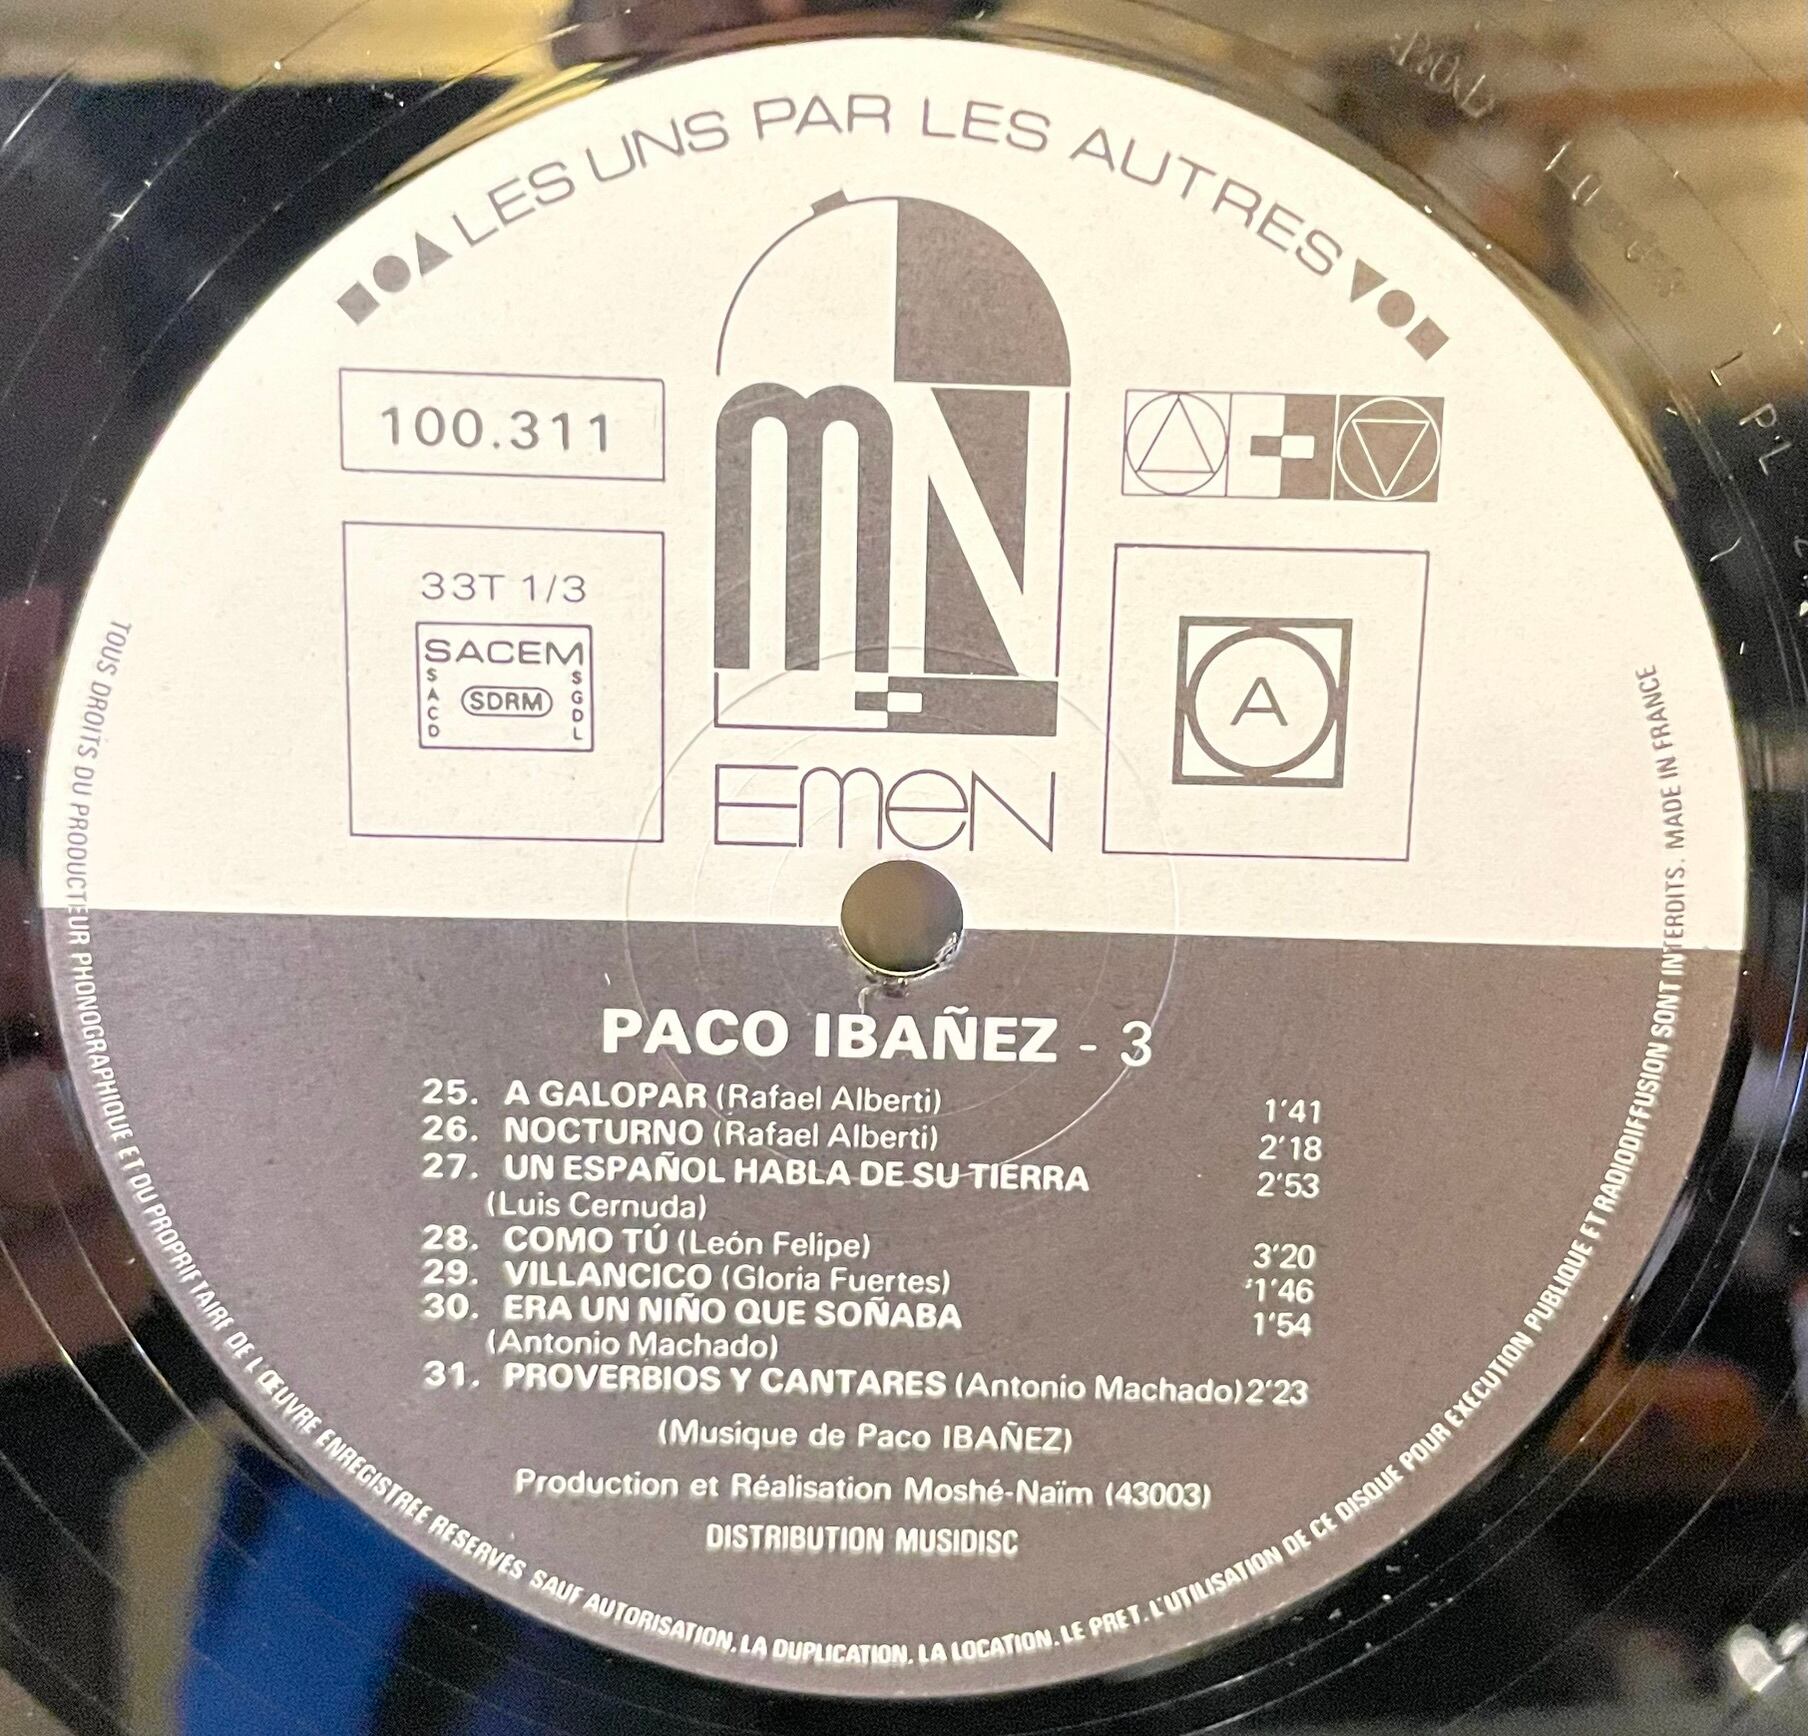 LES UNS PAR LES AUTRES
100.311
33T 1/3
SACEM
SACD
SDRM
SGDL
MN
A
EMEN
PACO IBAÑEZ - 3
25. A GALOPAR (Rafael Alberti) 1'41
26. NOCTURNO (Rafael Alberti) 2'18
27. UN ESPAÑOL HABLA DE SU TIERRA 2'53
(Luis Cernuda)
28. COMO TÚ (León Felipe) 3'20
29. VILLANCICO (Gloria Fuertes) 1'46
30. ERA UN NIÑO QUE SOÑABA 1'54
(Antonio Machado)
31. PROVERBIOS Y CANTARES (Antonio Machado) 2'23
(Musique de Paco IBAÑEZ)
Production et Réalisation Moshé-Naïm (43003)
DISTRIBUTION MUSIDISC
TOUS DROITS DU PRODUCTEUR PHONOGRAPHIQUE ET DU PROPRIETAIRE DE L'ŒUVRE ENREGISTREE RESERVES SAUF AUTORISATION, LA DUPLICATION, LA LOCATION, LE PRET, L'UTILISATION DE CE DISQUE POUR EXECUTION PUBLIQUE ET RADIODIFFUSION SONT INTERDITS. MADE IN FRANCE